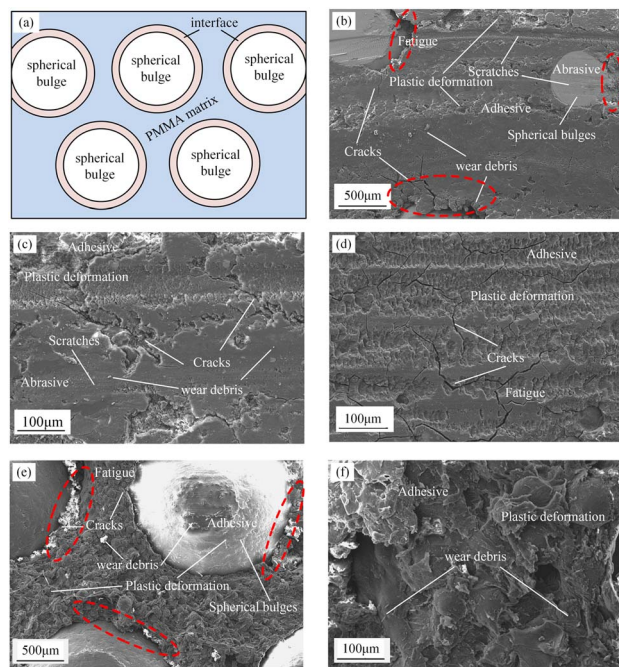 (a)
interface
spherical
bulge
spherical
bulge
spherical
bulge
PMMA matrix
spherical
bulge
spherical
bulge
(b)
Fatigue
Plastic deformation
Scratches
Abrasive
Adhesive
Spherical bulges
Cracks
wear debris
500μm
(c)
Adhesive
Plastic deformation
Scratches
Cracks
Abrasive
wear debris
100μm
(d)
Adhesive
Plastic deformation
Cracks
Fatigue
100μm
(e)
Fatigue
Cracks
Adhesive
wear debris
Plastic deformation
Spherical bulges
500μm
(f)
Adhesive
Plastic deformation
wear debris
100μm